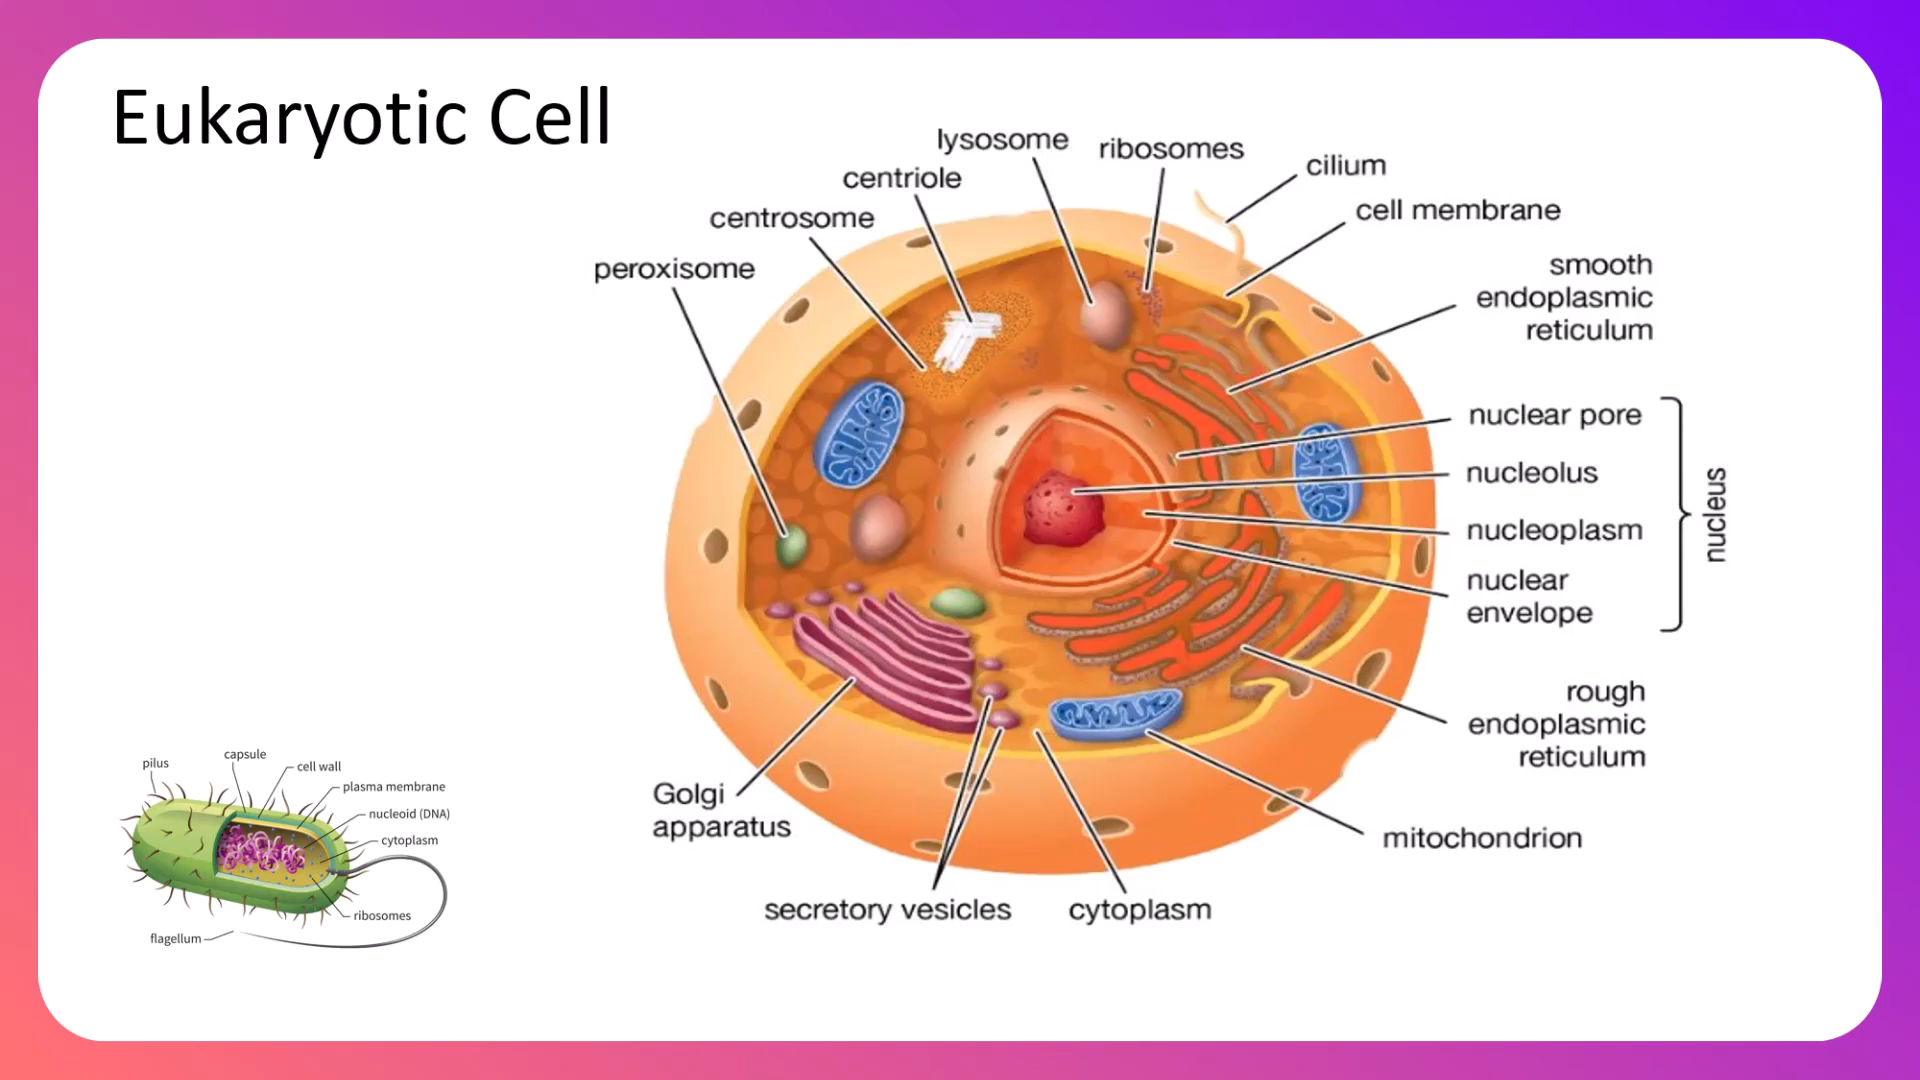 Eukaryotic Cell
lysosome
ribosomes
cilium
centriole
cell membrane
centrosome
peroxisome
smooth
endoplasmic
reticulum
nuclear pore
nucleolus
nucleoplasm
nuclear
envelope
nucleus
rough
endoplasmic
reticulum
Golgi
apparatus
mitochondrion
secretory vesicles
cytoplasm
pilus
capsule
cell wall
plasma membrane
nucleoid (DNA)
cytoplasm
ribosomes
flagellum